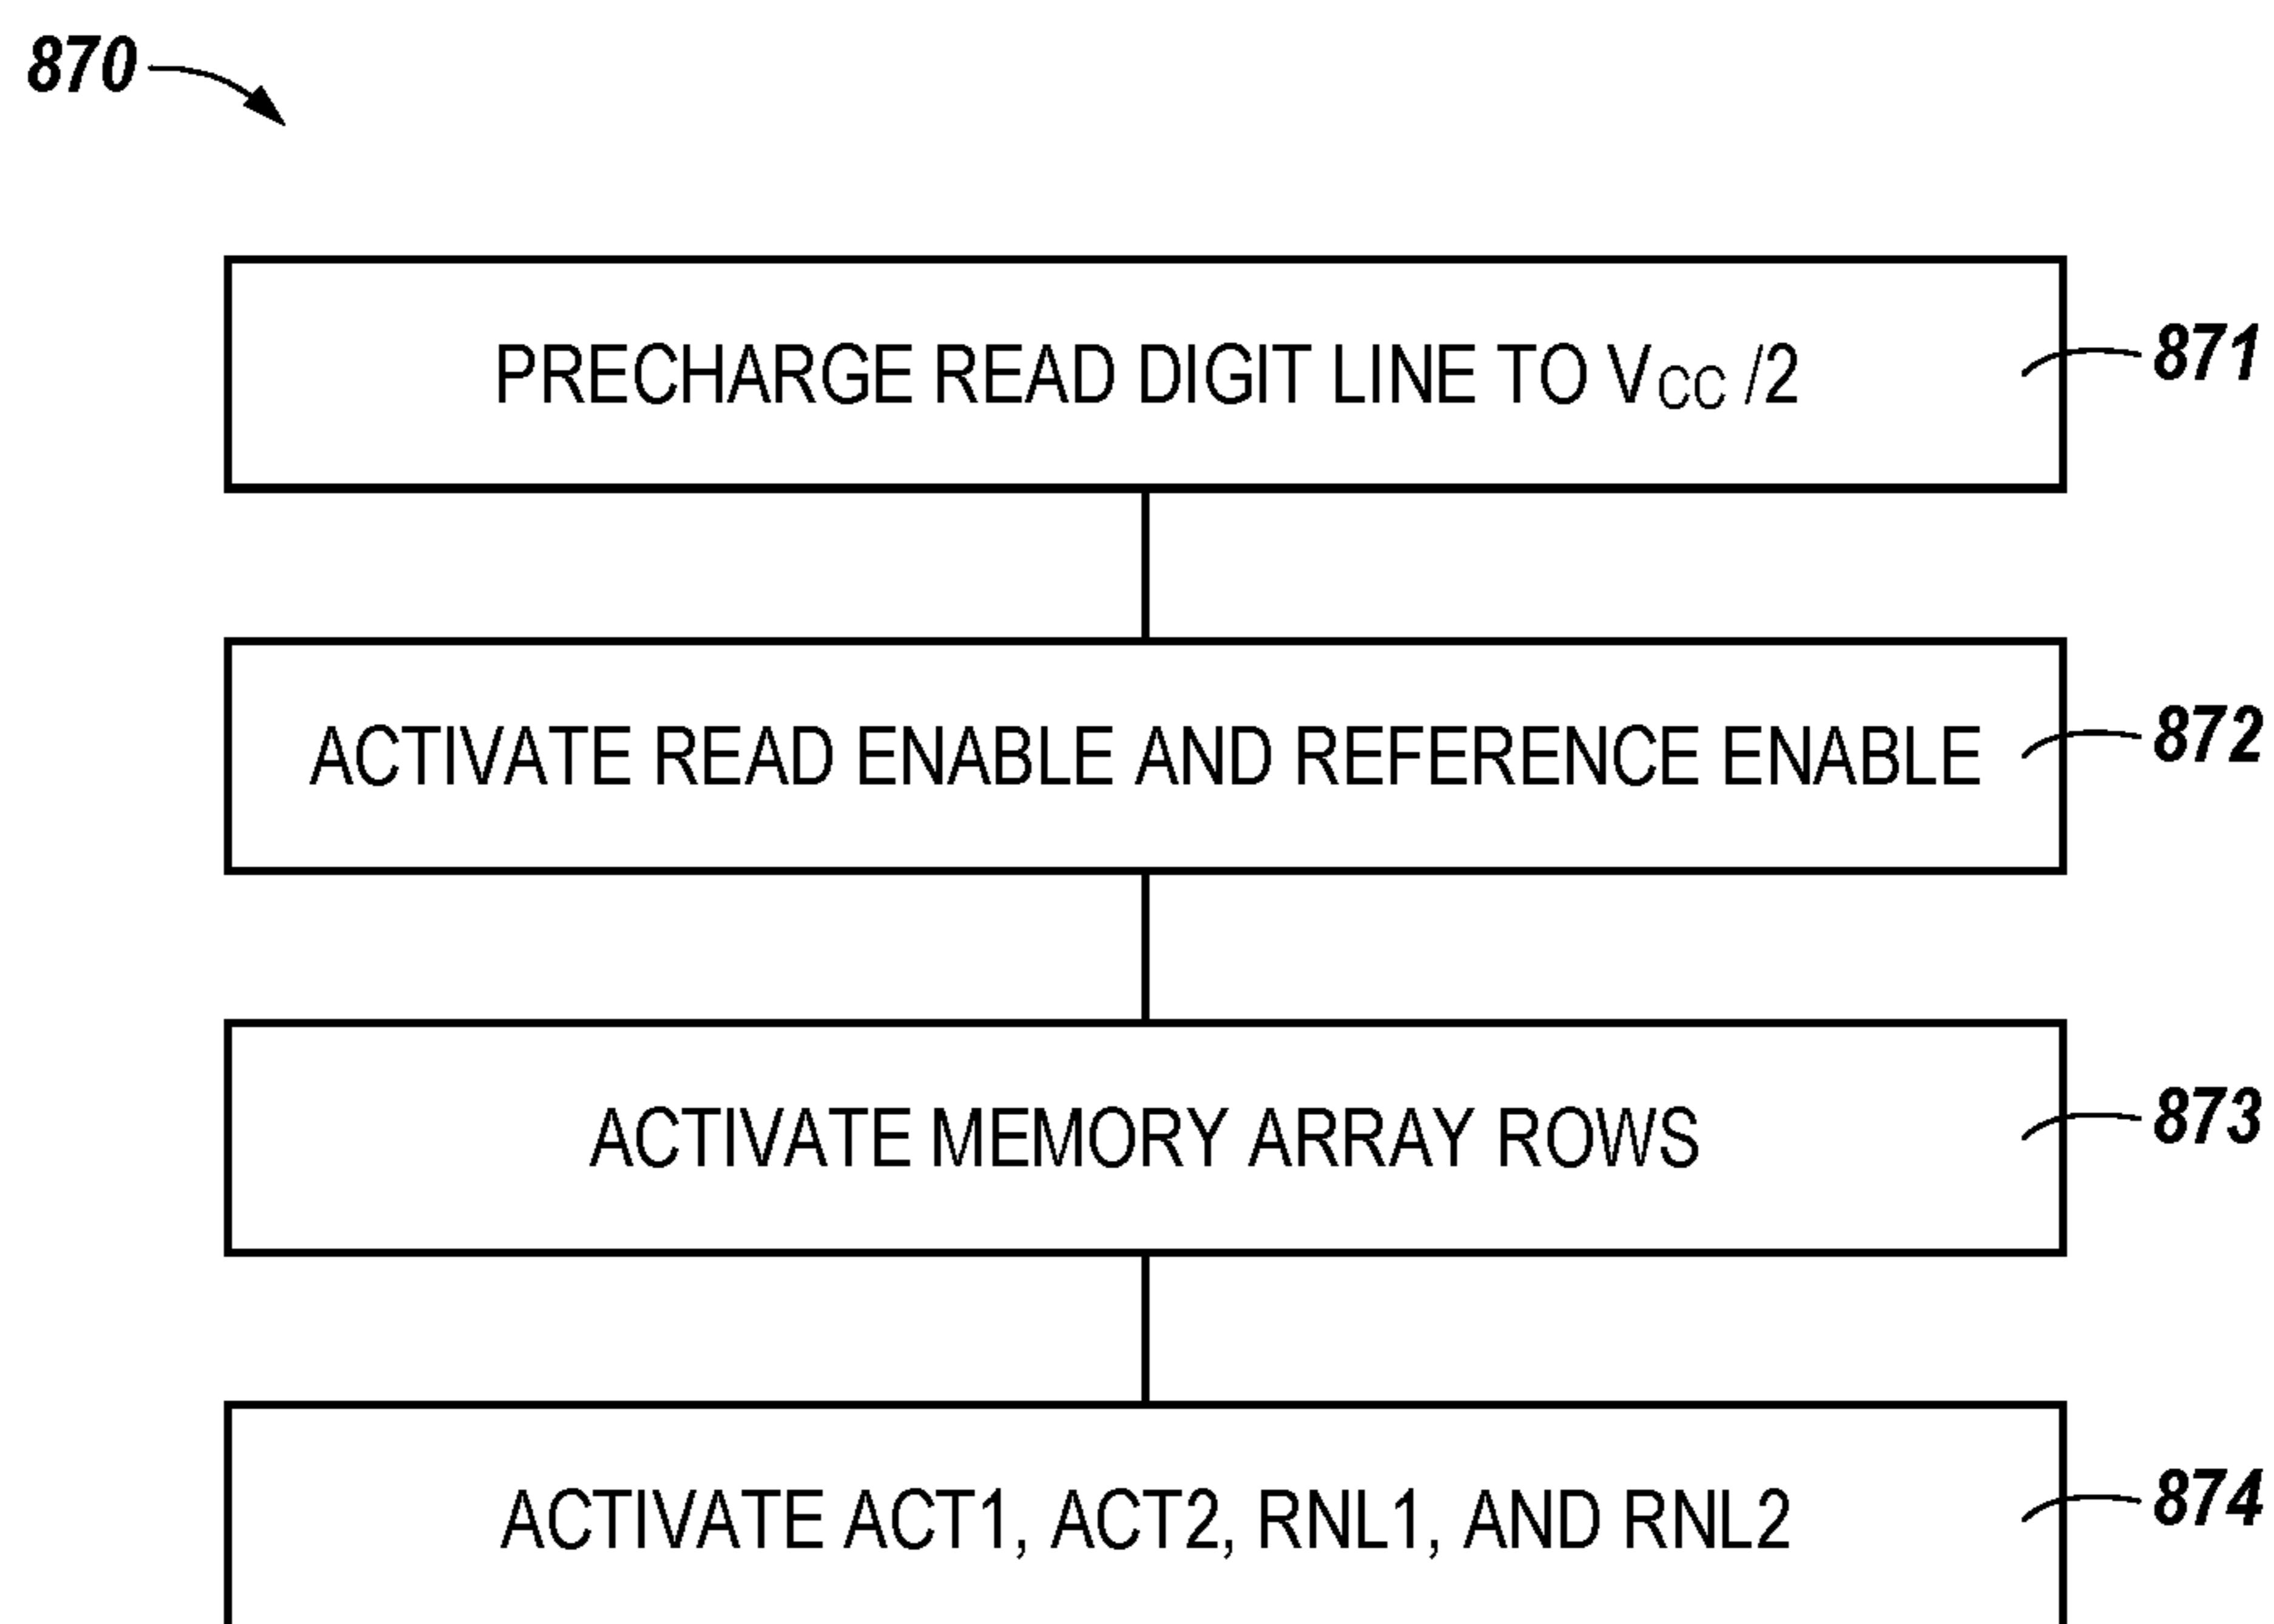 870
PRECHARGE READ DIGIT LINE TO VCC /2
871
ACTIVATE READ ENABLE AND REFERENCE ENABLE
872
ACTIVATE MEMORY ARRAY ROWS
873
ACTIVATE ACT1, ACT2, RNL1, AND RNL2
874